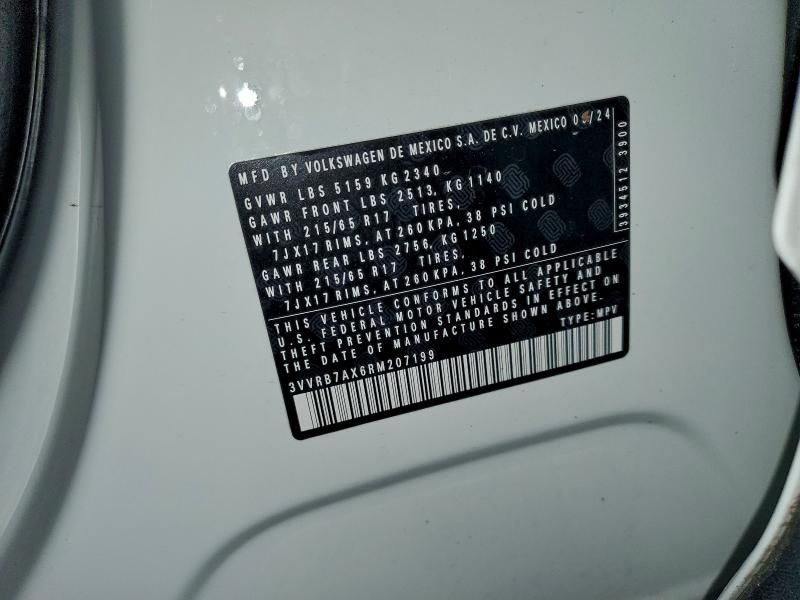 MFD BY VOLKSWAGEN DE MEXICO S.A. DE C.V. MEXICO
GVWR LBS 5159 KG 2340
GAWR FRONT LBS 2513, KG 1140
WITH 215/65 R17 TIRES,
7JX17 RIMS, AT 260 KPA, 38 PSI COLD
GAWR REAR LBS 2756, KG 1250
WITH 215/65 R17 TIRES,
7JX17 RIMS, AT 260 KPA, 38 PSI COLD
THIS VEHICLE CONFORMS TO ALL APPLICABLE
U.S. FEDERAL MOTOR VEHICLE SAFETY AND
THEFT PREVENTION STANDARDS IN EFFECT ON
THE DATE OF MANUFACTURE SHOWN ABOVE.
TYPE: MPV
3VVRB7AX6RM207199
3934512 3900